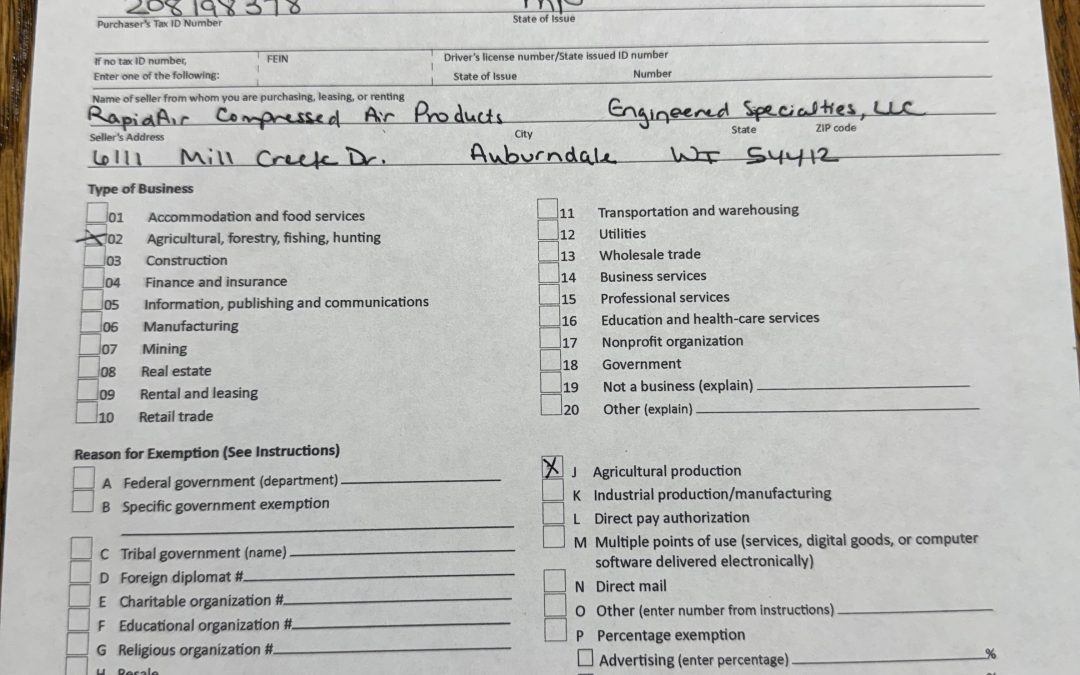 208198378
Purchaser's Tax ID Number State of Issue
If no tax ID number, FEIN Driver's license number/State issued ID number
Enter one of the following: State of Issue Number
Name of seller from whom you are purchasing, leasing, or renting
RapidAir Compressed Air Products Engineered Specialties, LLC
Seller's Address City State ZIP code
6111 Mill Creek Dr. Auburndale WI 54412
Type of Business
01 Accommodation and food services
X 02 Agricultural, forestry, fishing, hunting
03 Construction
04 Finance and insurance
05 Information, publishing and communications
06 Manufacturing
07 Mining
08 Real estate
09 Rental and leasing
10 Retail trade
11 Transportation and warehousing
12 Utilities
13 Wholesale trade
14 Business services
15 Professional services
16 Education and health-care services
17 Nonprofit organization
18 Government
19 Not a business (explain)
20 Other (explain)
Reason for Exemption (See Instructions)
A Federal government (department)
B Specific government exemption
C Tribal government (name)
D Foreign diplomat #
E Charitable organization #
F Educational organization #
G Religious organization #
H Resale
X J Agricultural production
K Industrial production/manufacturing
L Direct pay authorization
M Multiple points of use (services, digital goods, or computer
software delivered electronically)
N Direct mail
O Other (enter number from instructions)
P Percentage exemption
Advertising (enter percentage) %
%